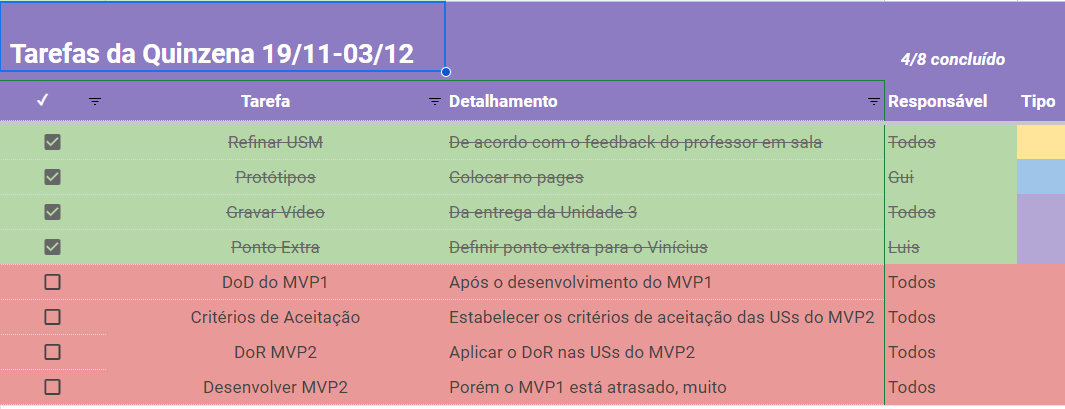 Tarefas da Quinzena 19/11-03/12
4/8 concluído
✓ Tarefa Detalhamento Responsável Tipo
Refinar USM De acordo com o feedback do professor em sala Todos
Protótipos Colocar no pages Gui
Gravar Vídeo Da entrega da Unidade 3 Todos
Ponto Extra Definir ponto extra para o Vinícius Luis
DoD do MVP1 Após o desenvolvimento do MVP1 Todos
Critérios de Aceitação Estabelecer os critérios de aceitação das USs do MVP2 Todos
DoR MVP2 Aplicar o DoR nas USs do MVP2 Todos
Desenvolver MVP2 Porém o MVP1 está atrasado, muito Todos